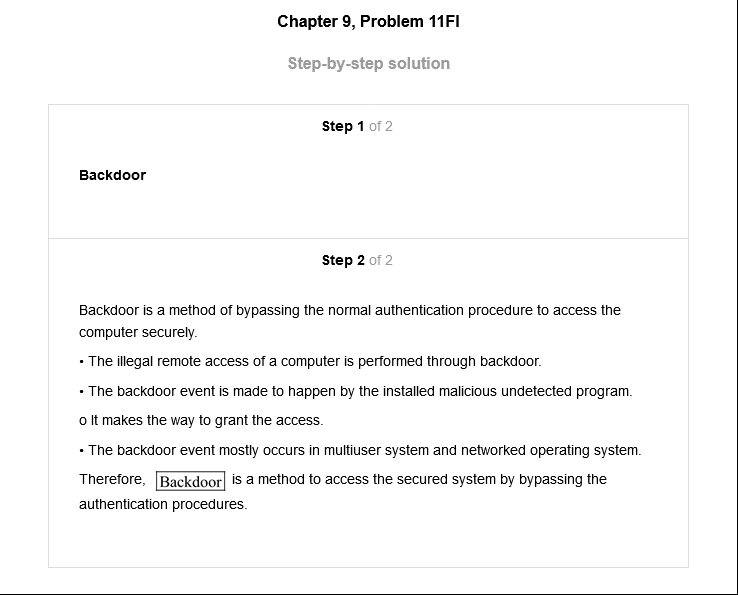 Chapter 9, Problem 11FI
Step-by-step solution
Step 1 of 2
Backdoor
Step 2 of 2
Backdoor is a method of bypassing the normal authentication procedure to access the
computer securely.
• The illegal remote access of a computer is performed through backdoor.
• The backdoor event is made to happen by the installed malicious undetected program.
o It makes the way to grant the access.
• The backdoor event mostly occurs in multiuser system and networked operating system.
Therefore, Backdoor is a method to access the secured system by bypassing the
authentication procedures.